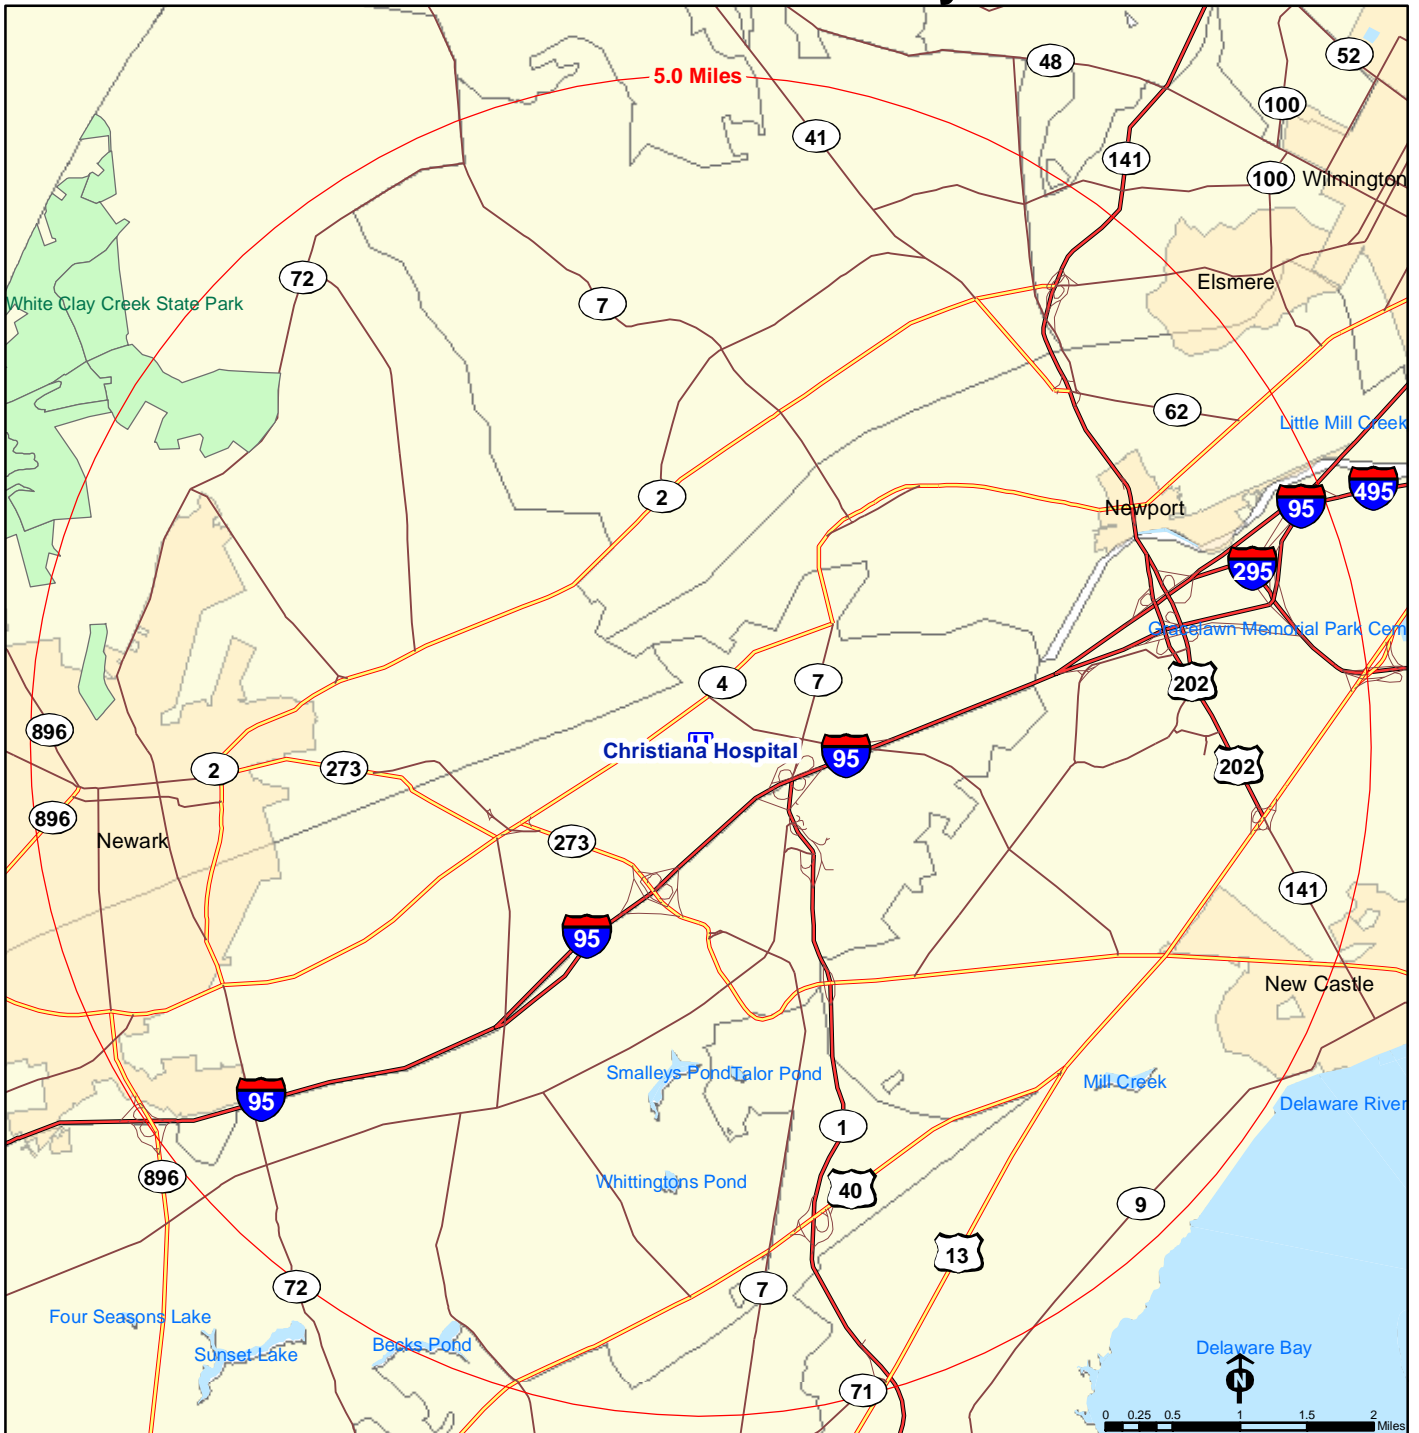 5.0 Miles
48
52
100
41
141
100
Wilmington
72
7
White Clay Creek State Park
Elsmere
62
Little Mill Creek
2
Newport
495
95
295
Gracelawn Memorial Park Cem
4
7
202
896
Christiana Hospital
95
2
273
202
896
Newark
273
141
95
New Castle
Smalleys Pond
Talor Pond
Mill Creek
95
Delaware River
1
896
Whittingtons Pond
40
9
13
72
7
Four Seasons Lake
Sunset Lake
Becks Pond
Delaware Bay
N
71
0 0.25 0.5 1 1.5 2
Miles